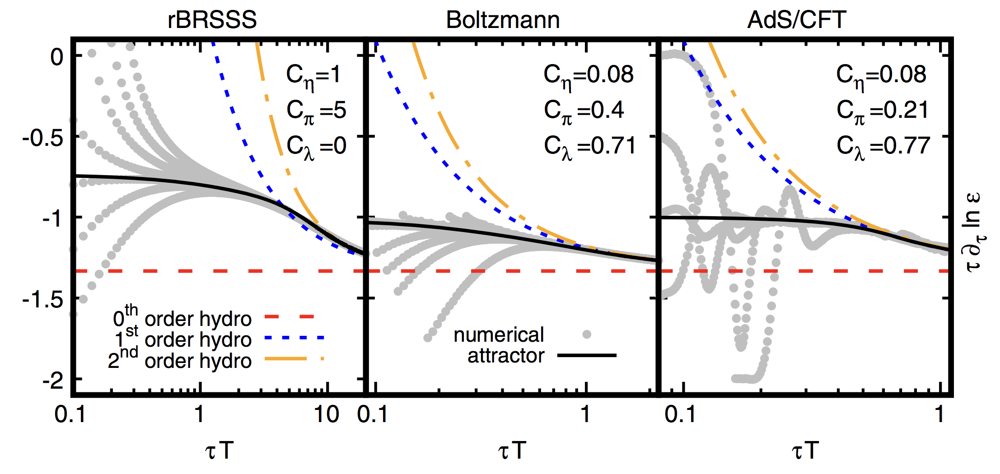 rBRSSS Boltzmann AdS/CFT
0
-0.5
-1
-1.5
-2
Cη=1
Cπ=5
Cλ=0
0th order hydro
1st order hydro
2nd order hydro
Cη=0.08
Cπ=0.4
Cλ=0.71
numerical
attractor
Cη=0.08
Cπ=0.21
Cλ=0.77
τ ∂τ ln ε
0.1 1 10 0.1 1 0.1 1
τT τT τT